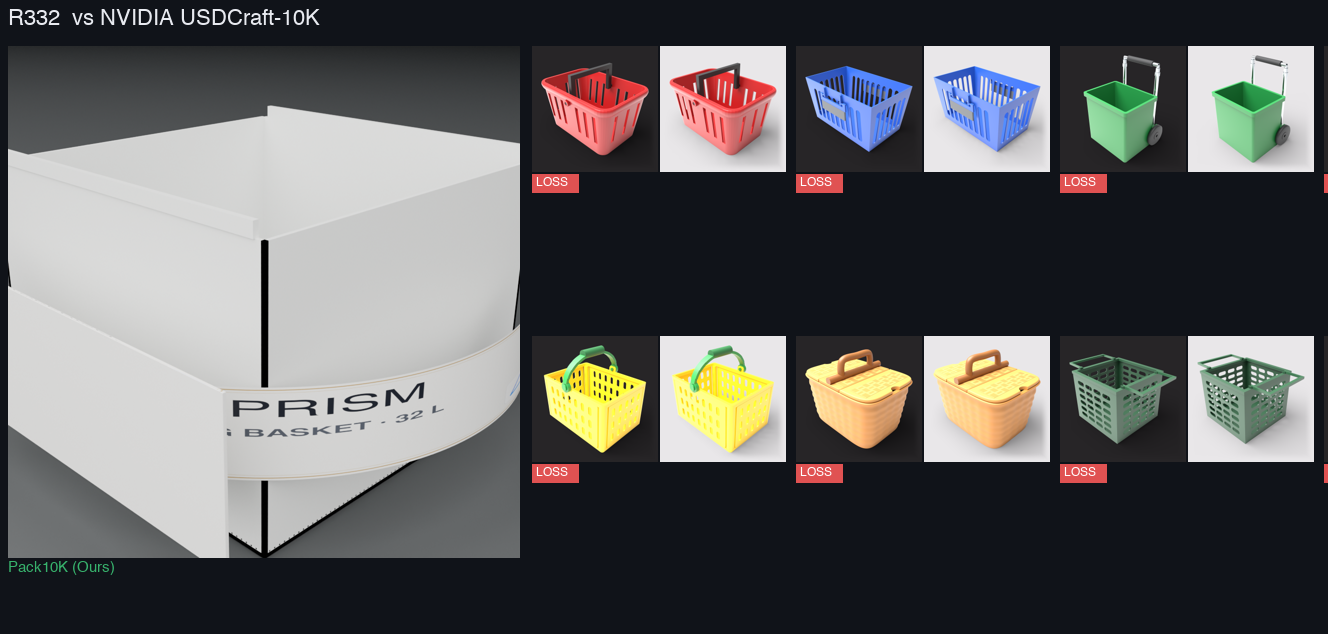 R332 vs NVIDIA USDCraft-10K
PRISM
G BASKET · 32 L
LOSS
LOSS
LOSS
LOSS
LOSS
LOSS
Pack10K (Ours)